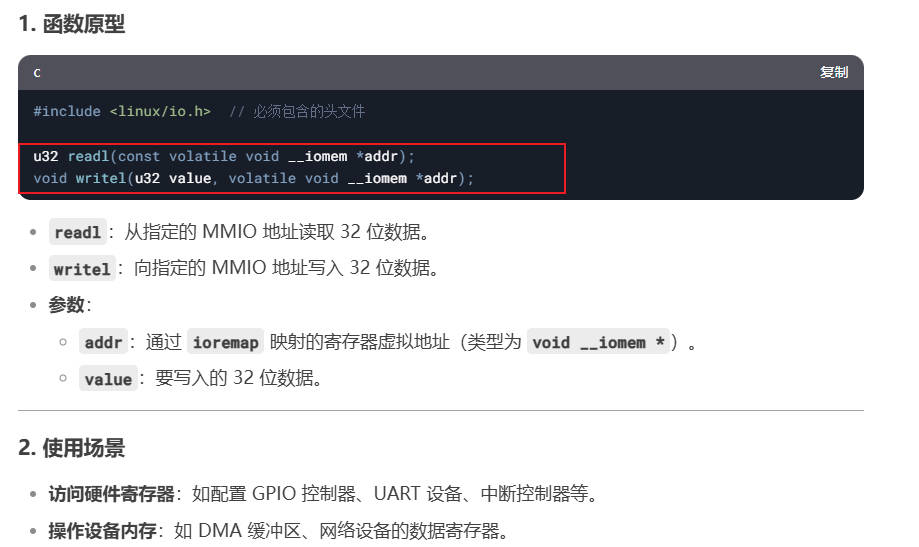 1. 函数原型
c 复制
#include <linux/io.h> // 必须包含的头文件
u32 readl(const volatile void __iomem *addr);
void writel(u32 value, volatile void __iomem *addr);
• readl：从指定的 MMIO 地址读取 32 位数据。
• writel：向指定的 MMIO 地址写入 32 位数据。
• 参数：
◦ addr：通过 ioremap 映射的寄存器虚拟地址（类型为 void __iomem *）。
◦ value：要写入的 32 位数据。
2. 使用场景
• 访问硬件寄存器：如配置 GPIO 控制器、UART 设备、中断控制器等。
• 操作设备内存：如 DMA 缓冲区、网络设备的数据寄存器。